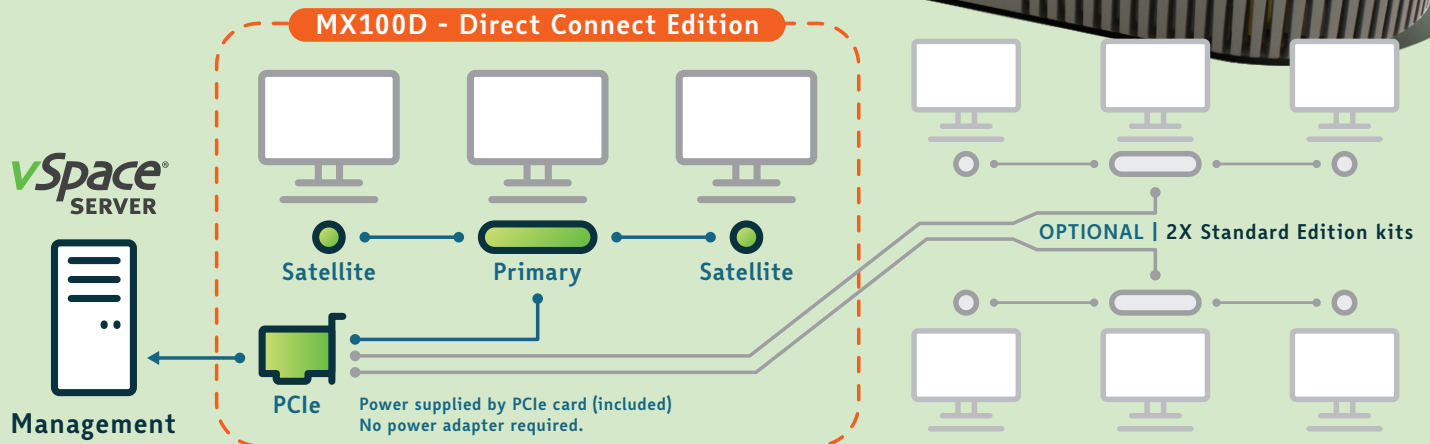 MX100D - Direct Connect Edition
vSpace®
SERVER
OPTIONAL | 2X Standard Edition kits
Satellite
Primary
Satellite
PCIe
Power supplied by PCIe card (included)
No power adapter required.
Management